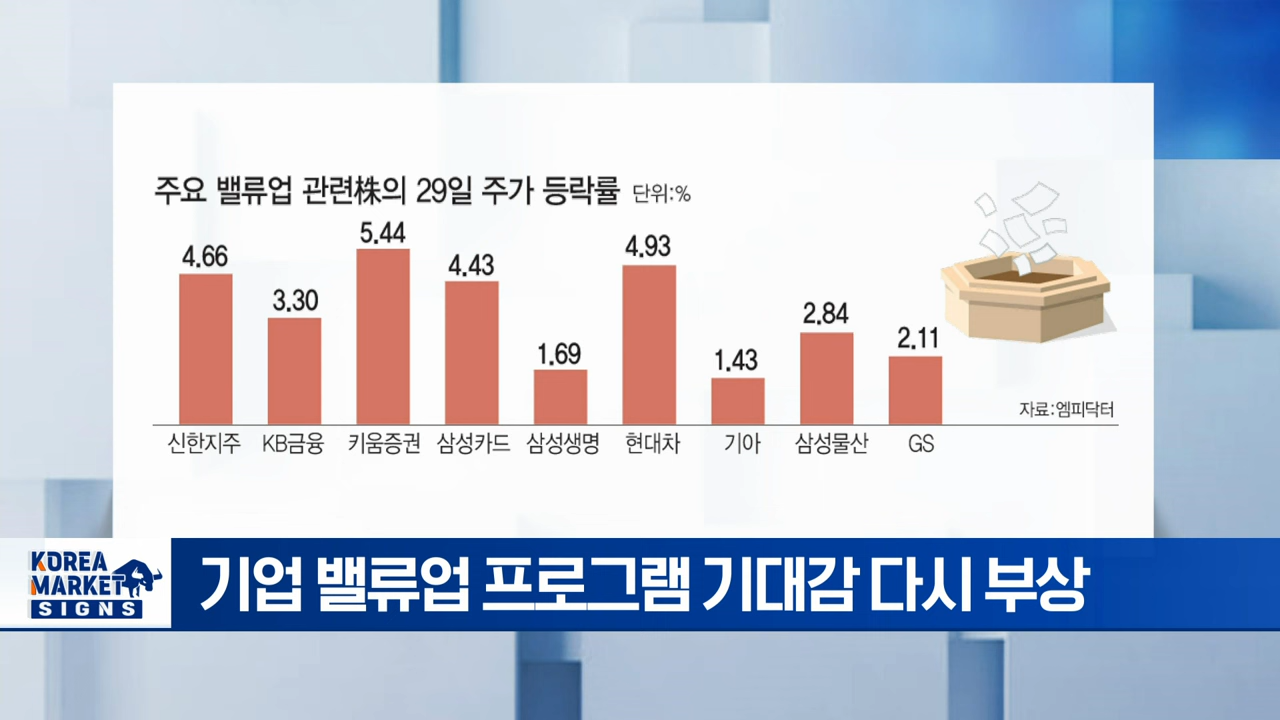 주요 밸류업 관련株의 29일 주가 등락률 단위:%
4.66
3.30
5.44
4.43
1.69
4.93
1.43
2.84
2.11
자료:엠피닥터
신한지주 KB금융 키움증권 삼성카드 삼성생명 현대차 기아 삼성물산 GS
KOREA
MARKET
SIGNS
기업 밸류업 프로그램 기대감 다시 부상